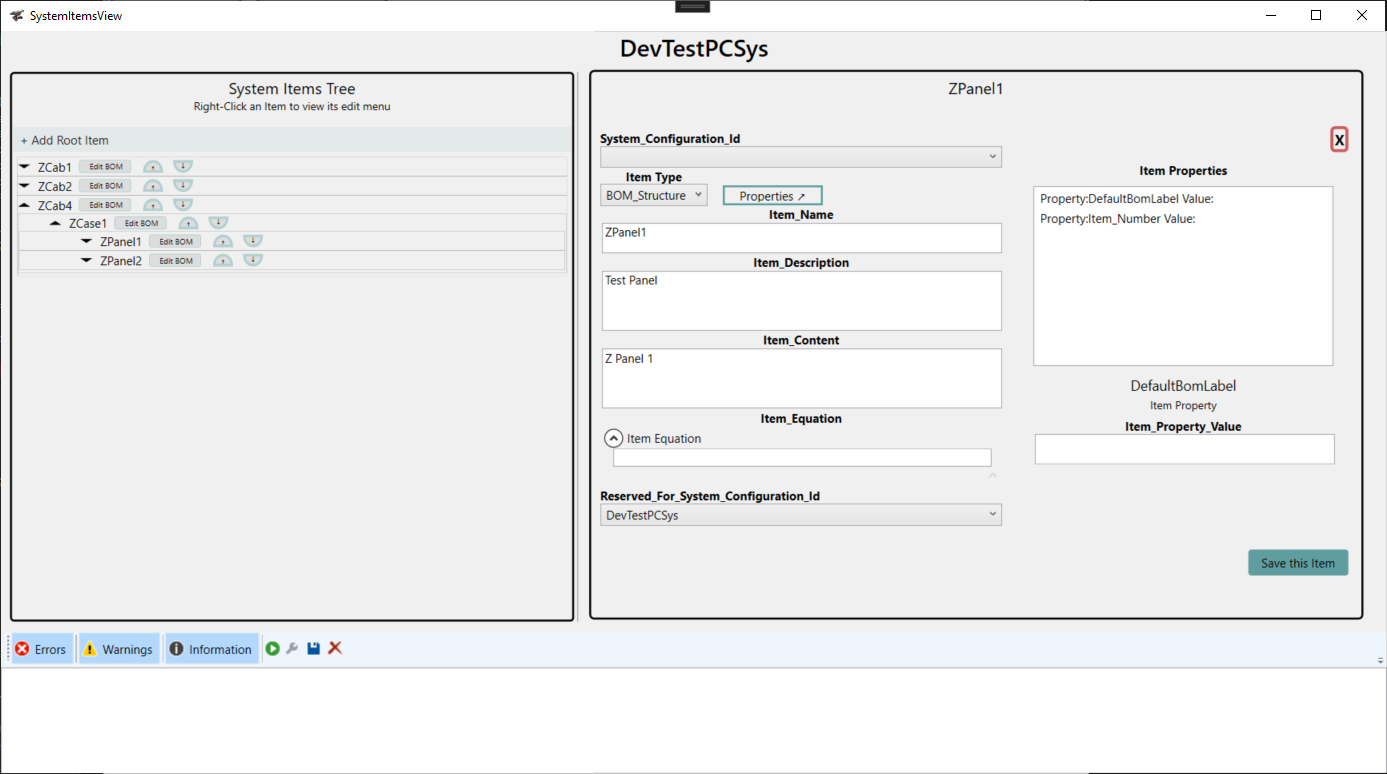 SystemItemsView
DevTestPCSys
System Items Tree
Right-Click an Item to view its edit menu
+ Add Root Item
ZCab1 Edit BOM
ZCab2 Edit BOM
ZCab4 Edit BOM
ZCase1 Edit BOM
ZPanel1 Edit BOM
ZPanel2 Edit BOM
ZPanel1
X
System_Configuration_Id
Item Type
BOM_Structure Properties ↗
Item_Name
ZPanel1
Item_Description
Test Panel
Item_Content
Z Panel 1
Item_Equation
Item Equation
Reserved_For_System_Configuration_Id
DevTestPCSys
Item Properties
Property:DefaultBomLabel Value:
Property:Item_Number Value:
DefaultBomLabel
Item Property
Item_Property_Value
Save this Item
Errors Warnings Information